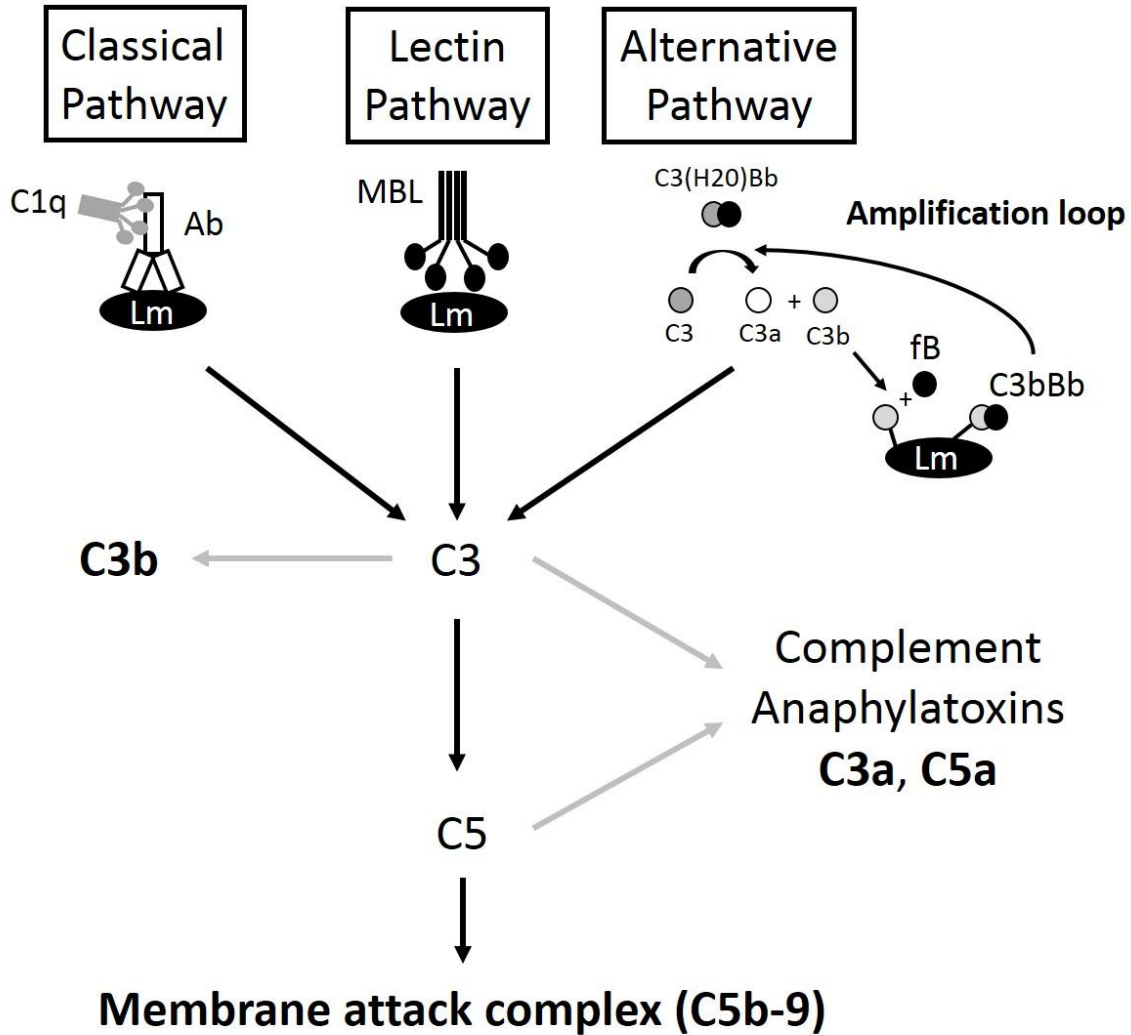 Classical
Pathway
Lectin
Pathway
Alternative
Pathway
C1q
Ab
Lm
MBL
Lm
C3(H20)Bb
Amplification loop
C3
C3a
+
C3b
fB
+
C3bBb
Lm
C3b
C3
Complement
Anaphylatoxins
C3a, C5a
C5
Membrane attack complex (C5b-9)